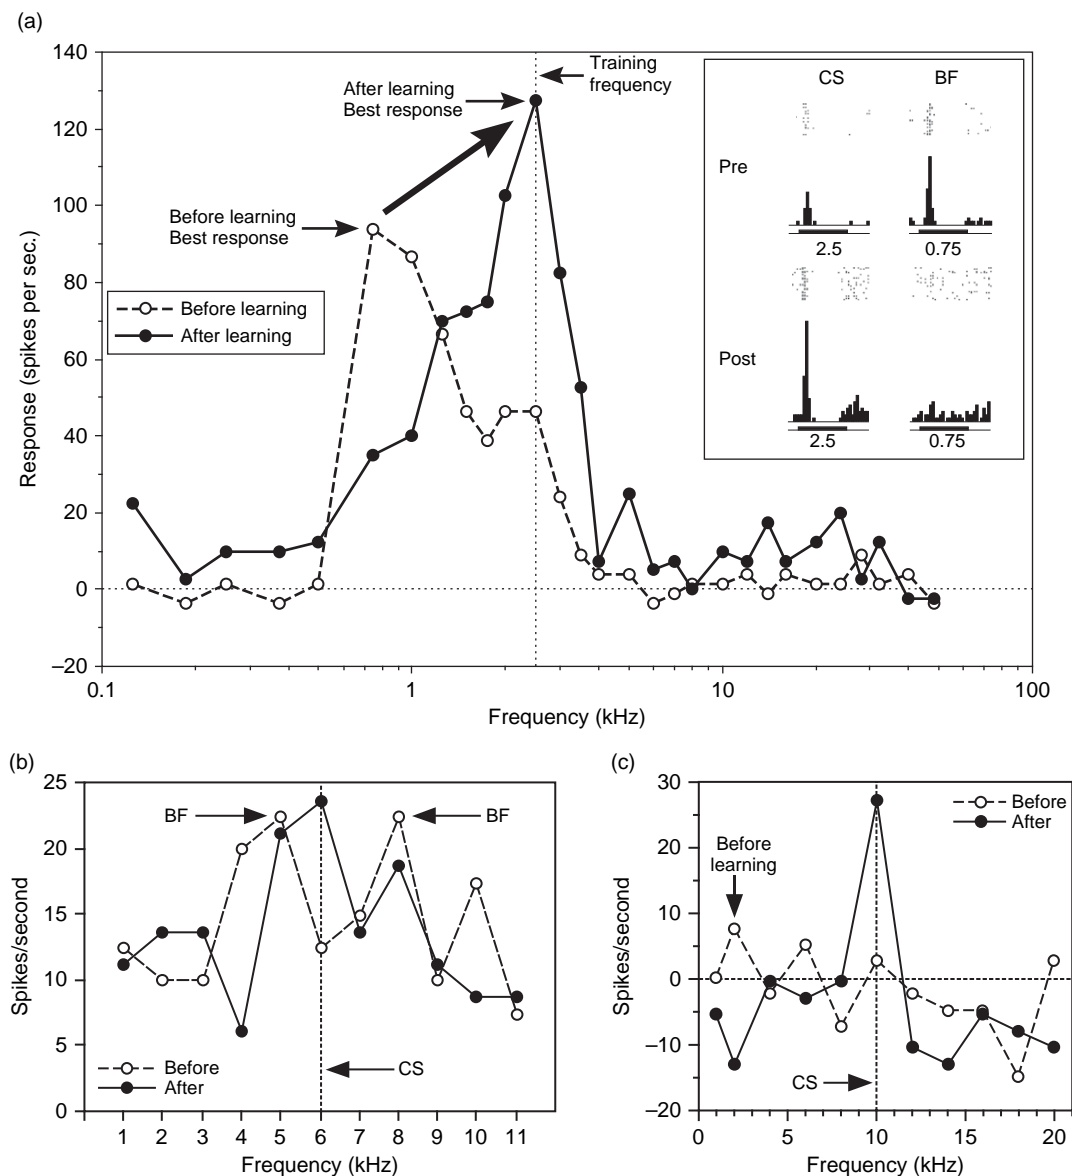 (a)
140
120
100
80
60
40
20
0
–20
Response (spikes per sec.)
0.1
1
10
100
Frequency (kHz)
After learning
Best response
Training
frequency
Before learning
Best response
Before learning
After learning
CS
BF
Pre
2.5
0.75
Post
2.5
0.75
(b)
25
20
15
10
5
0
Spikes/second
BF
BF
CS
Before
After
1 2 3 4 5 6 7 8 9 10 11
Frequency (kHz)
(c)
30
20
10
0
–10
–20
Spikes/second
Before
learning
Before
After
CS
0 5 10 15 20
Frequency (kHz)